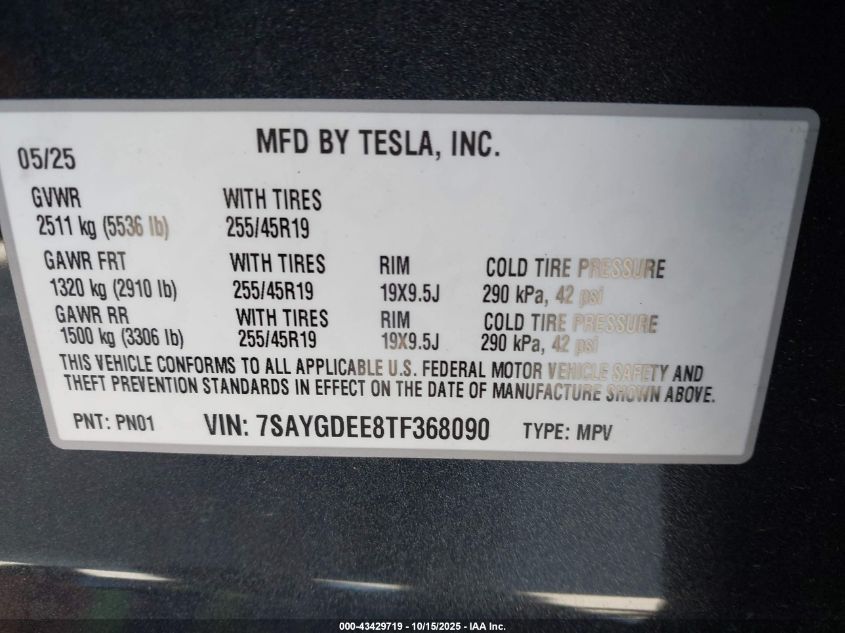 MFD BY TESLA, INC.
05/25
GVWR WITH TIRES
2511 kg (5536 lb) 255/45R19
GAWR FRT WITH TIRES RIM COLD TIRE PRESSURE
1320 kg (2910 lb) 255/45R19 19X9.5J 290 kPa, 42 psi
GAWR RR WITH TIRES RIM COLD TIRE PRESSURE
1500 kg (3306 lb) 255/45R19 19X9.5J 290 kPa, 42 psi
THIS VEHICLE CONFORMS TO ALL APPLICABLE U.S. FEDERAL MOTOR VEHICLE SAFETY AND
THEFT PREVENTION STANDARDS IN EFFECT ON THE DATE OF MANUFACTURE SHOWN ABOVE.
PNT: PN01 VIN: 7SAYGDEE8TF368090 TYPE: MPV
000-43429719 - 10/15/2025 - IAA Inc.